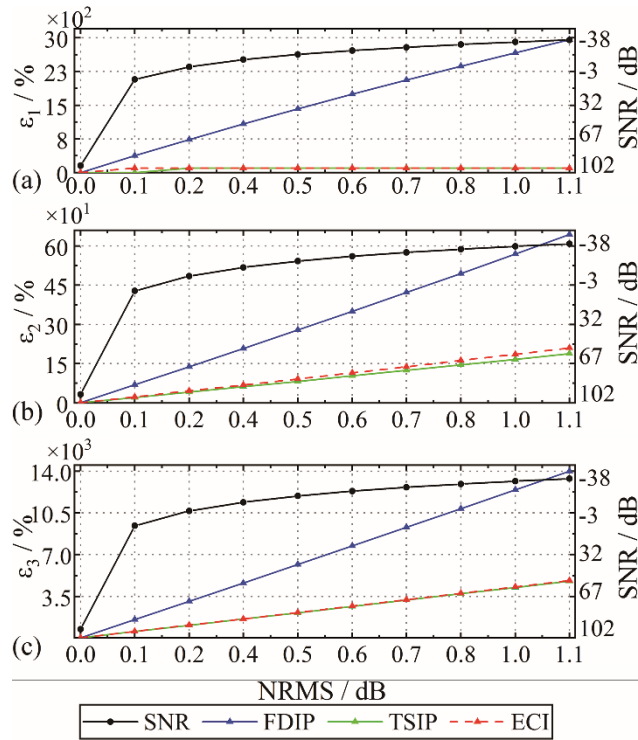 ×10²
30
23
15
8
0
ε₁ / %
-38
-3
32
67
102
SNR / dB
(a)
0.0 0.1 0.2 0.4 0.5 0.6 0.7 0.8 1.0 1.1
×10¹
60
45
30
15
0
ε₂ / %
-38
-3
32
67
102
SNR / dB
(b)
0.0 0.1 0.2 0.4 0.5 0.6 0.7 0.8 1.0 1.1
×10³
14.0
10.5
7.0
3.5
ε₃ / %
-38
-3
32
67
102
SNR / dB
(c)
0.0 0.1 0.2 0.4 0.5 0.6 0.7 0.8 1.0 1.1
NRMS / dB
SNR FDIP TSIP ECI